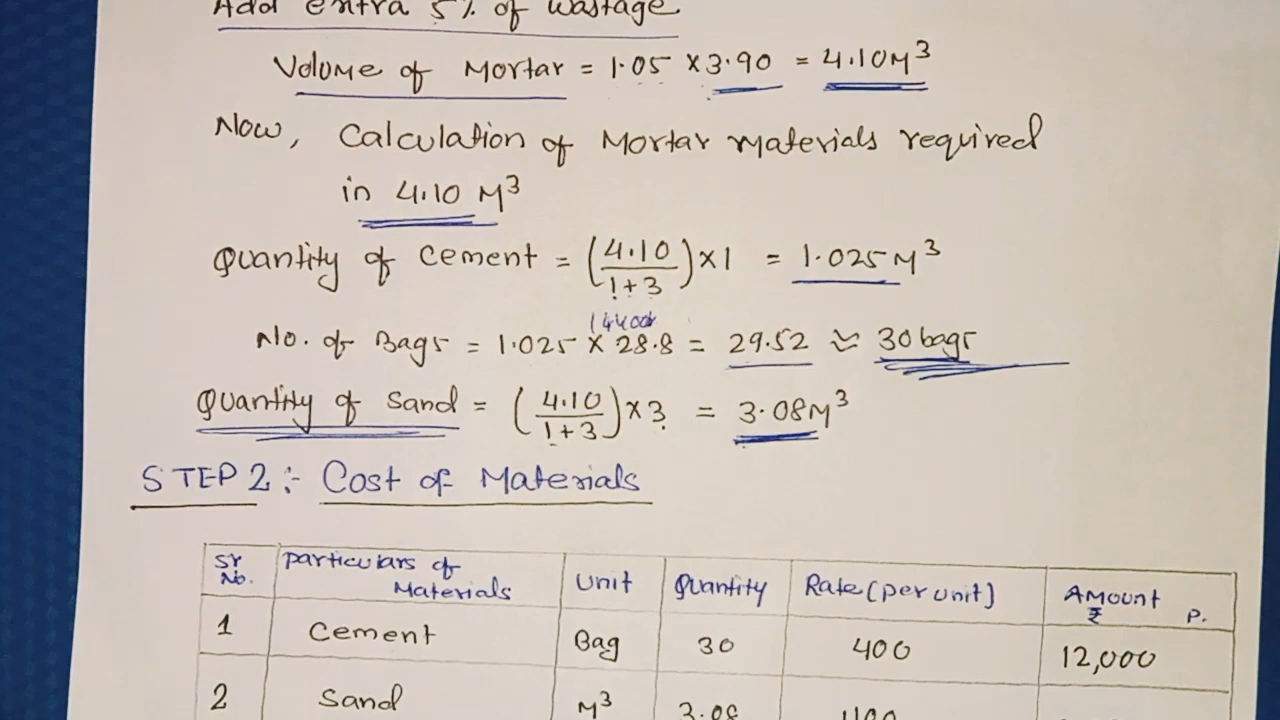 Add extra 5% of wastage
Volume of Mortar = 1.05 × 3.90 = 4.10 M³
Now, Calculation of Mortar materials required
in 4.10 M³
Quantity of Cement = (4.10/1+3) × 1 = 1.025 M³
No. of Bags = 1.025 × 28.8 = 29.52 ≈ 30 bags
Quantity of Sand = (4.10/1+3) × 3 = 3.08 M³
STEP 2 :- Cost of Materials
Sr No. Particulars of Materials Unit Quantity Rate (per unit) Amount ₹ P.
1 Cement Bag 30 400 12,000
2 Sand M³ 3.08